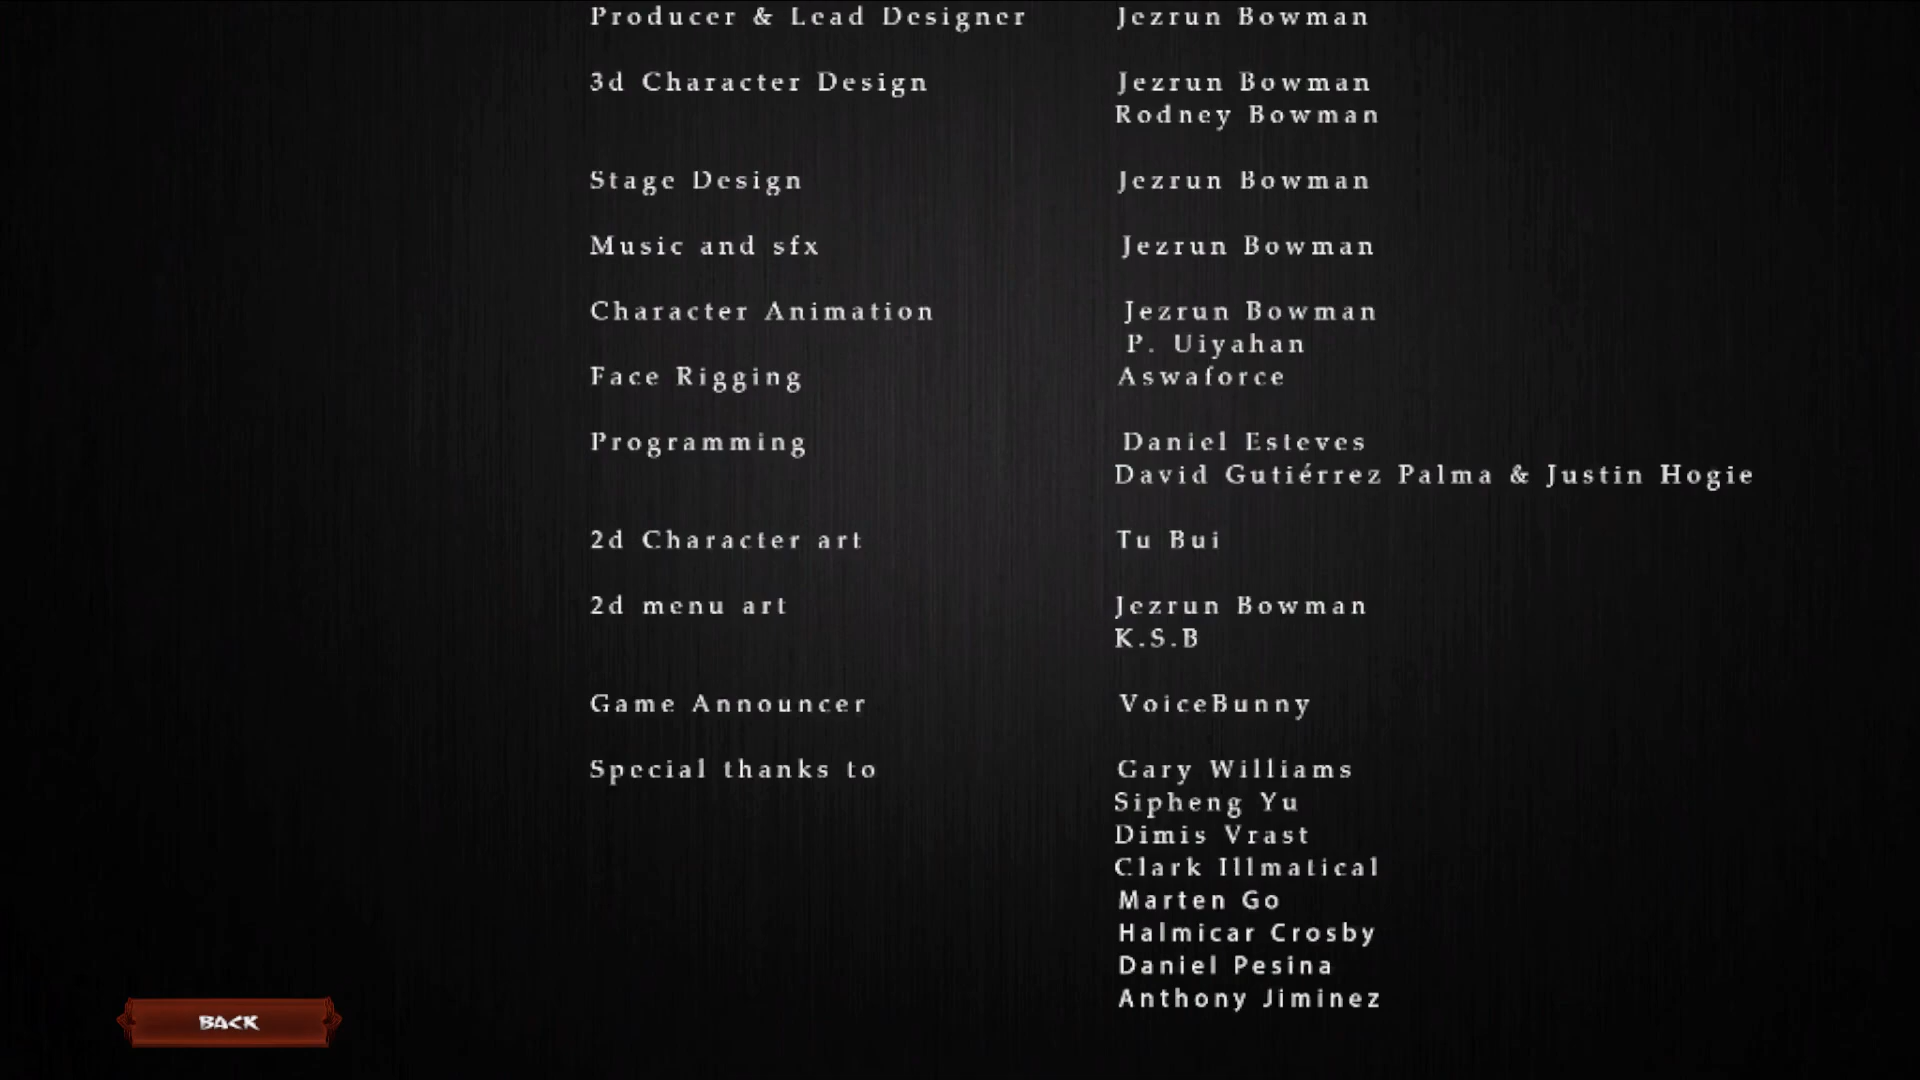 Producer & Lead Designer Jezrun Bowman
3d Character Design Jezrun Bowman
Rodney Bowman
Stage Design Jezrun Bowman
Music and sfx Jezrun Bowman
Character Animation Jezrun Bowman
P. Uiyahan
Face Rigging Aswaforce
Programming Daniel Esteves
David Gutiérrez Palma & Justin Hogie
2d Character art Tu Bui
2d menu art Jezrun Bowman
K.S.B
Game Announcer VoiceBunny
Special thanks to Gary Williams
Sipheng Yu
Dimis Vrast
Clark Illmatical
Marten Go
Halmicar Crosby
Daniel Pesina
Anthony Jiminez
BACK